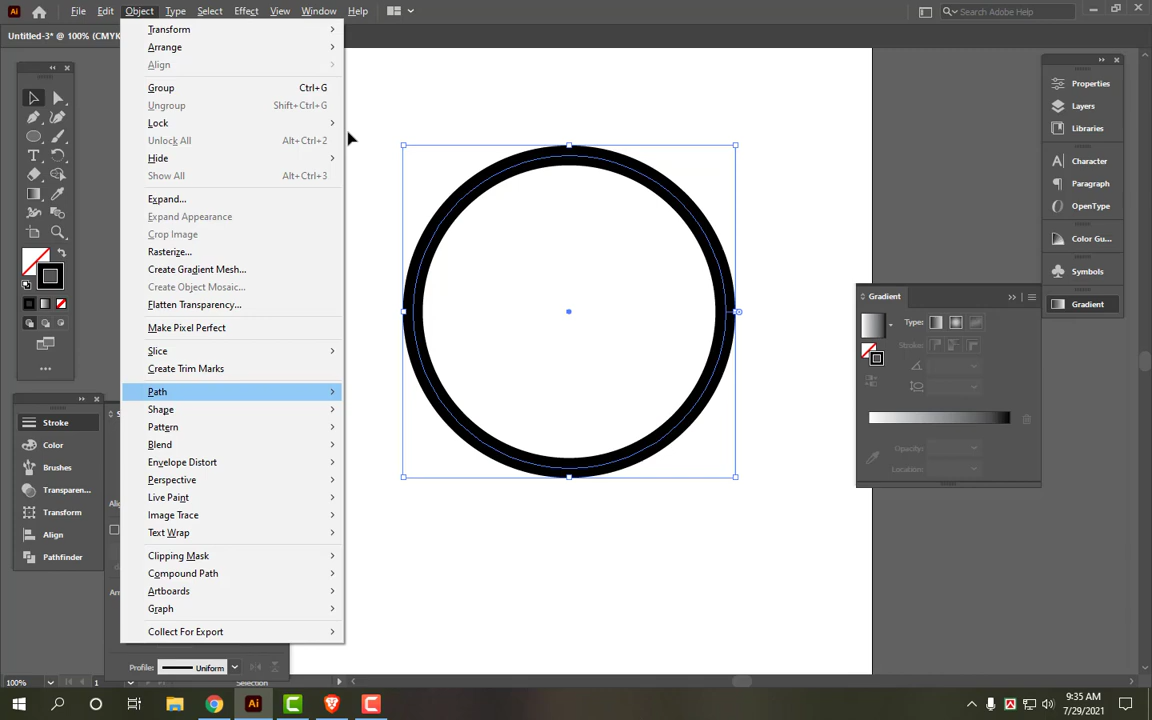 Ai File Edit Object Type Select Effect View Window Help Search Adobe Help
Untitled-3* @ 100% (CMYK
Transform
Arrange
Align
Group Ctrl+G
Ungroup Shift+Ctrl+G
Lock
Unlock All Alt+Ctrl+2
Hide
Show All Alt+Ctrl+3
Expand...
Expand Appearance
Crop Image
Rasterize...
Create Gradient Mesh...
Create Object Mosaic...
Flatten Transparency...
Make Pixel Perfect
Slice
Create Trim Marks
Path
Shape
Pattern
Blend
Envelope Distort
Perspective
Live Paint
Image Trace
Text Wrap
Clipping Mask
Compound Path
Artboards
Graph
Collect For Export
Stroke
Color
Brushes
Transparen...
Transform
Align
Pathfinder
Profile: Uniform
Properties
Layers
Libraries
Character
Paragraph
OpenType
Color Gu...
Symbols
Gradient
Gradient
Type:
Stroke:
Opacity:
Location:
100% 1 Selection
Ai
9:35 AM
7/29/2021